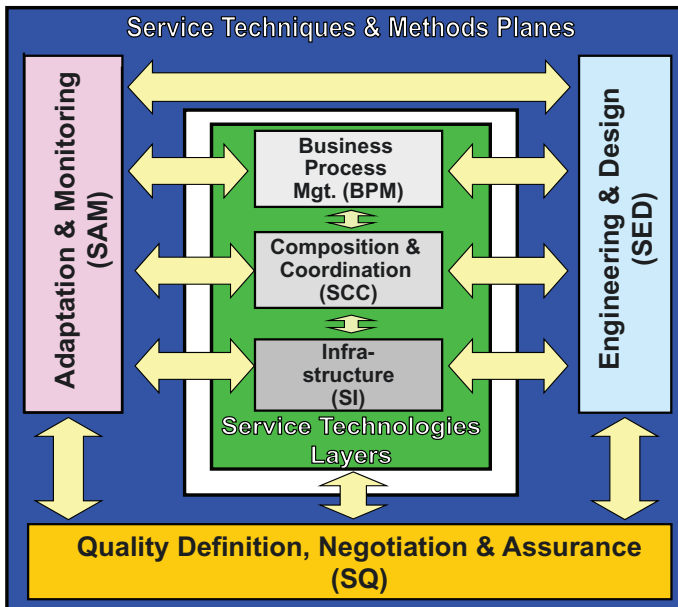 Service Techniques & Methods Planes
Adaptation & Monitoring
(SAM)
Business
Process
Mgt. (BPM)
Composition &
Coordination
(SCC)
Infra-
structure
(SI)
Service Technologies
Layers
Engineering & Design
(SED)
Quality Definition, Negotiation & Assurance
(SQ)